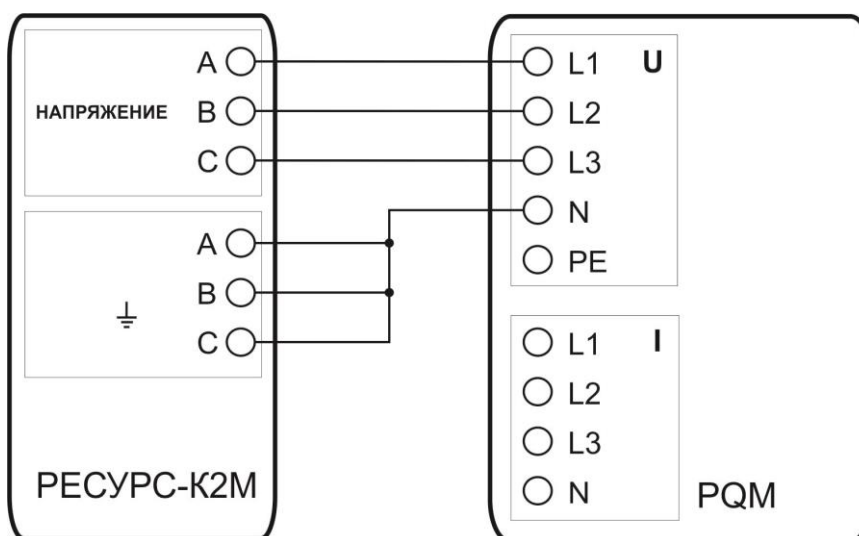 A
НАПРЯЖЕНИЕ
B
C
A
B
C
РЕСУРС-К2М
L1 U
L2
L3
N
PE
L1 I
L2
L3
N
PQM